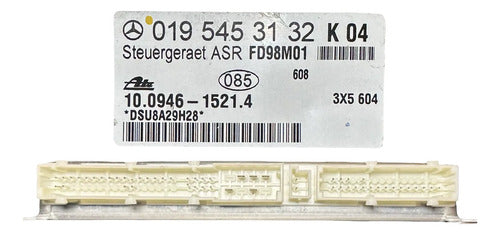 019 545 31 32 K 04
Steuergeraet ASR FD98M01
085 608
Ate 10.0946-1521.4 3X5 604
*DSU8A29H28*